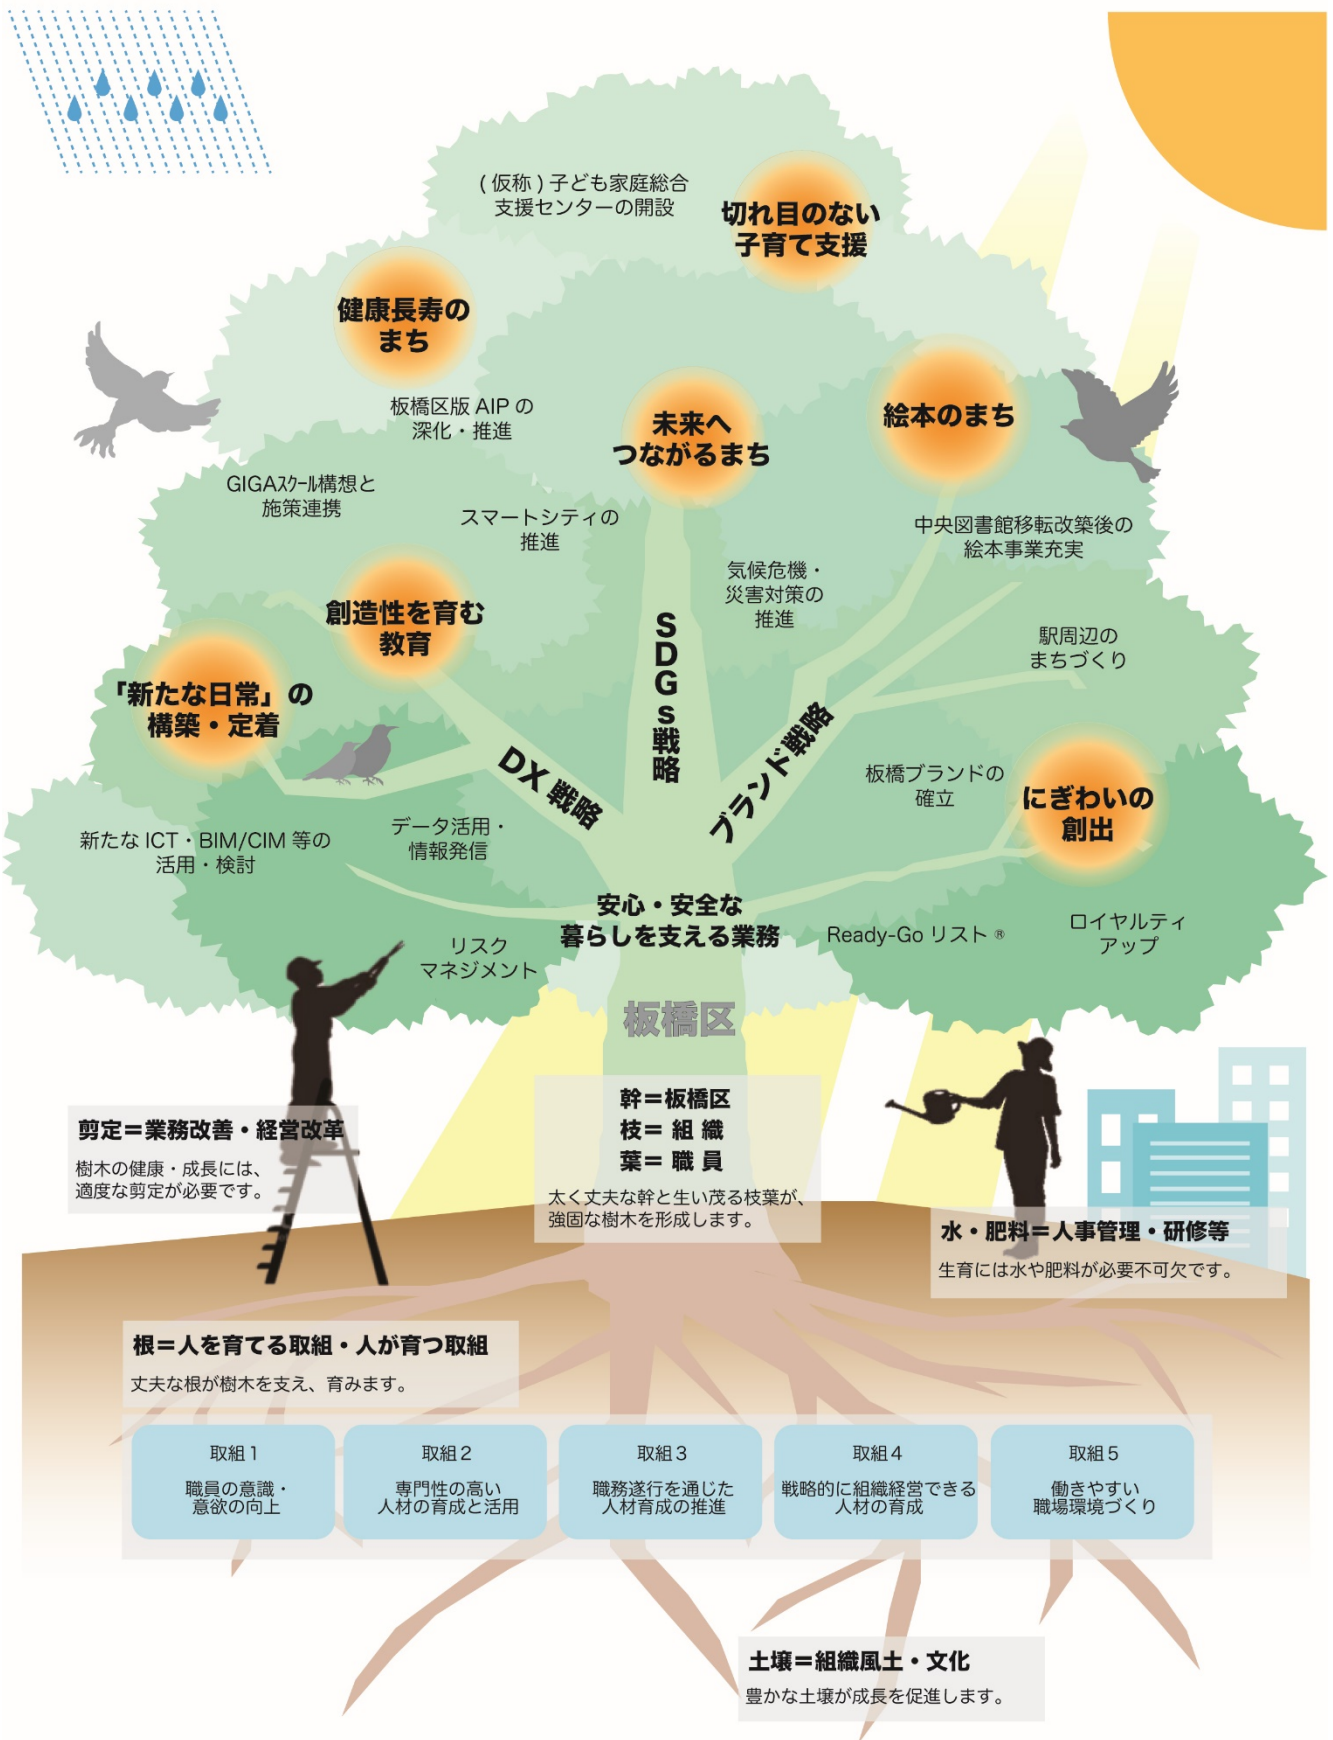 (仮称)子ども家庭総合
支援センターの開設
切れ目のない
子育て支援
健康長寿の
まち
板橋区版 AIP の
深化・推進
未来へ
つながるまち
絵本のまち
GIGAｽｸｰﾙ構想と
施策連携
スマートシティの
推進
中央図書館移転改築後の
絵本事業充実
気候危機・
災害対策の
推進
創造性を育む
教育
駅周辺の
まちづくり
「新たな日常」の
構築・定着
SDGs戦略
DX 戦略
ブランド戦略
板橋ブランドの
確立
にぎわいの
創出
新たな ICT・BIM/CIM 等の
活用・検討
データ活用・
情報発信
安心・安全な
暮らしを支える業務
リスク
マネジメント
Ready-Go リスト ®
ロイヤルティ
アップ
板橋区
幹＝板橋区
枝＝ 組 織
葉＝ 職 員
太く丈夫な幹と生い茂る枝葉が、
強固な樹木を形成します。
剪定＝業務改善・経営改革
樹木の健康・成長には、
適度な剪定が必要です。
水・肥料＝人事管理・研修等
生育には水や肥料が必要不可欠です。
根＝人を育てる取組・人が育つ取組
丈夫な根が樹木を支え、育みます。
取組１
職員の意識・
意欲の向上
取組２
専門性の高い
人材の育成と活用
取組３
職務遂行を通じた
人材育成の推進
取組４
戦略的に組織経営できる
人材の育成
取組５
働きやすい
職場環境づくり
土壌＝組織風土・文化
豊かな土壌が成長を促進します。